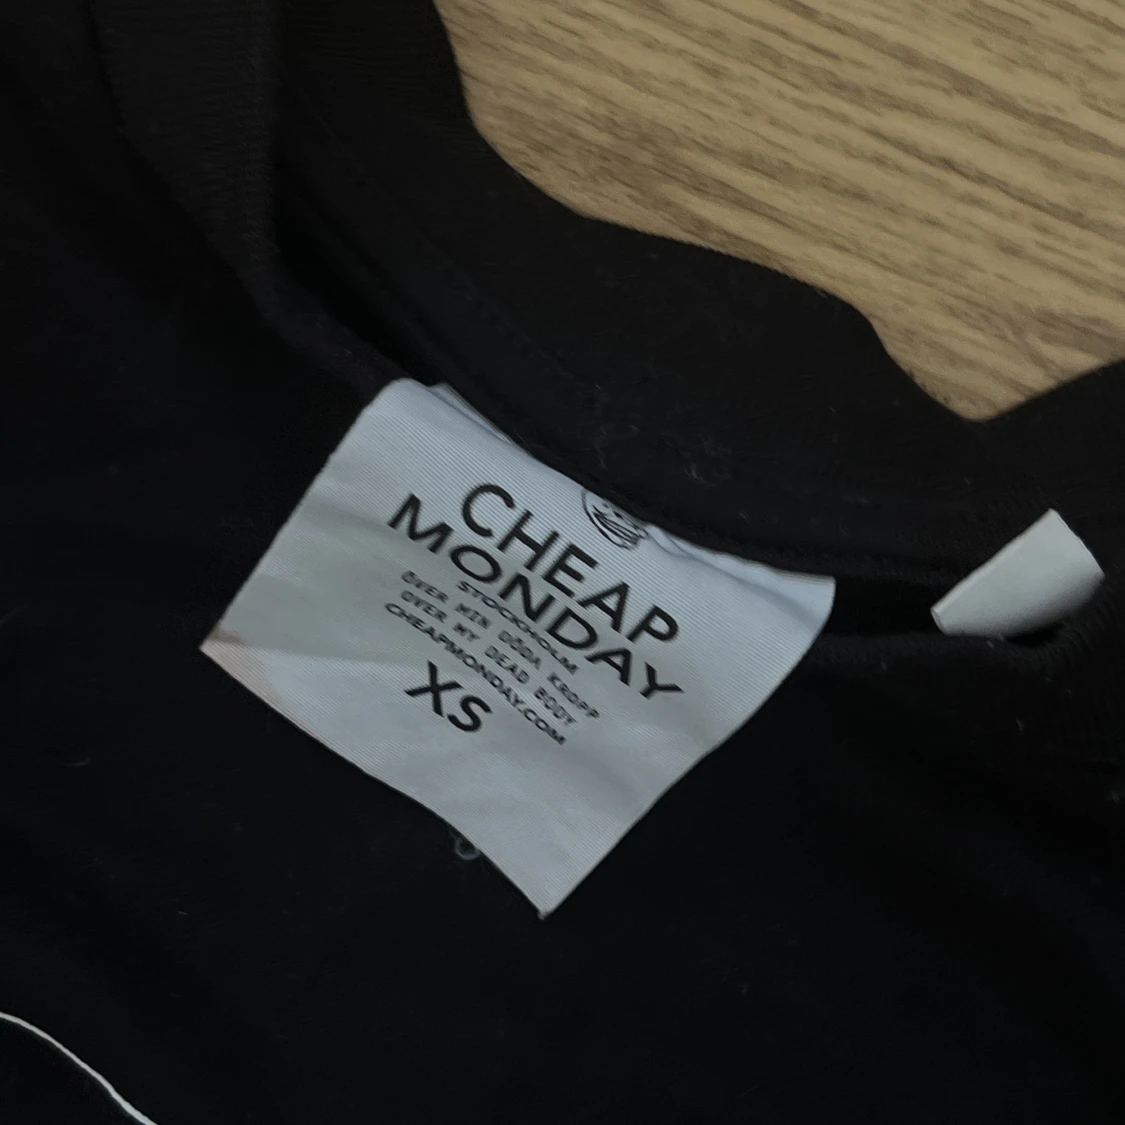 CHEAP
MONDAY
STOCKHOLM
ÖVER MIN DÖDA KROPP
OVER MY DEAD BODY
CHEAPMONDAY.COM
XS